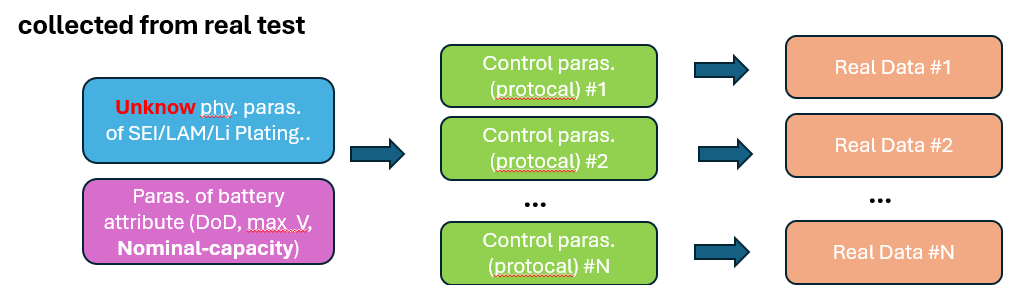 collected from real test
Unknow phy. paras.
of SEI/LAM/Li Plating..
Paras. of battery
attribute (DoD, max_V,
Nominal-capacity)
Control paras.
(protocal) #1
Control paras.
(protocal) #2
...
Control paras.
(protocal) #N
Real Data #1
Real Data #2
...
Real Data #N